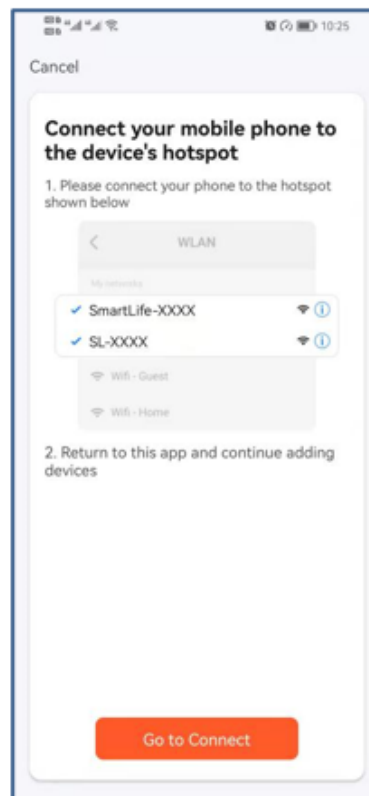 10:25
Cancel
Connect your mobile phone to
the device's hotspot
1. Please connect your phone to the hotspot
shown below
WLAN
My networks
SmartLife-XXXX
SL-XXXX
Wifi - Guest
Wifi - Home
2. Return to this app and continue adding
devices
Go to Connect